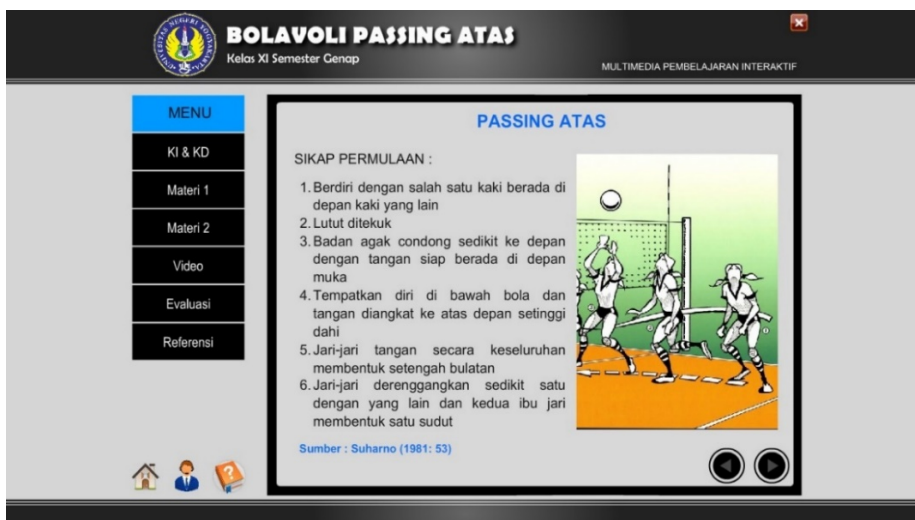 BOLAVOLI PASSING ATAS
Kelas XI Semester Genap
MULTIMEDIA PEMBELAJARAN INTERAKTIF
MENU
KI & KD
Materi 1
Materi 2
Video
Evaluasi
Referensi
PASSING ATAS
SIKAP PERMULAAN :
1. Berdiri dengan salah satu kaki berada di
depan kaki yang lain
2. Lutut ditekuk
3. Badan agak condong sedikit ke depan
dengan tangan siap berada di depan
muka
4. Tempatkan diri di bawah bola dan
tangan diangkat ke atas depan setinggi
dahi
5. Jari-jari tangan secara keseluruhan
membentuk setengah bulatan
6. Jari-jari derenggangkan sedikit satu
dengan yang lain dan kedua ibu jari
membentuk satu sudut
Sumber : Suharno (1981: 53)